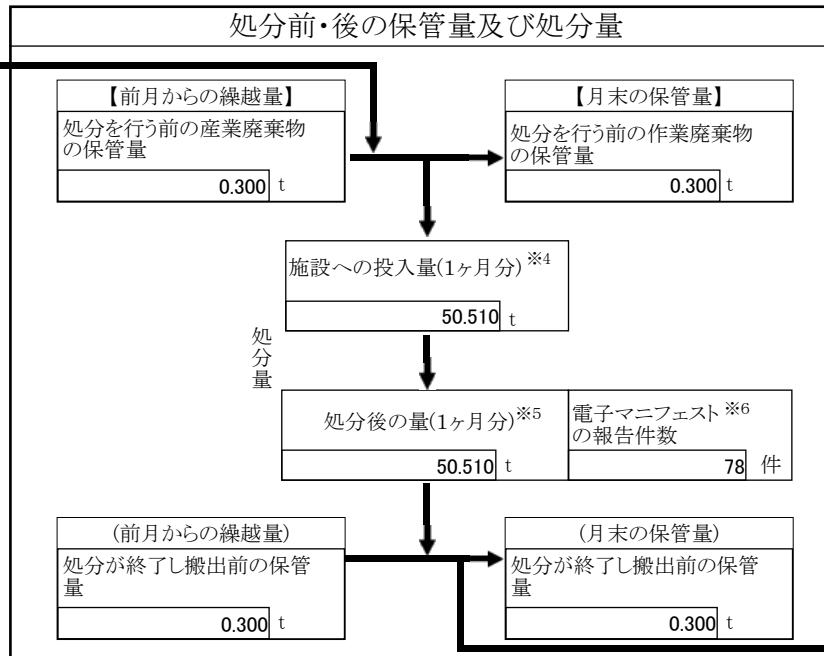 処分前・後の保管量及び処分量
【前月からの繰越量】
処分を行う前の産業廃棄物
の保管量
0.300 t
【月末の保管量】
処分を行う前の作業廃棄物
の保管量
0.300 t
施設への投入量(1ヶ月分)※4
50.510 t
処分量
処分後の量(1ヶ月分)※5
50.510 t
電子マニフェスト※6
の報告件数
78 件
(前月からの繰越量)
処分が終了し搬出前の保管
量
0.300 t
(月末の保管量)
処分が終了し搬出前の保管
量
0.300 t